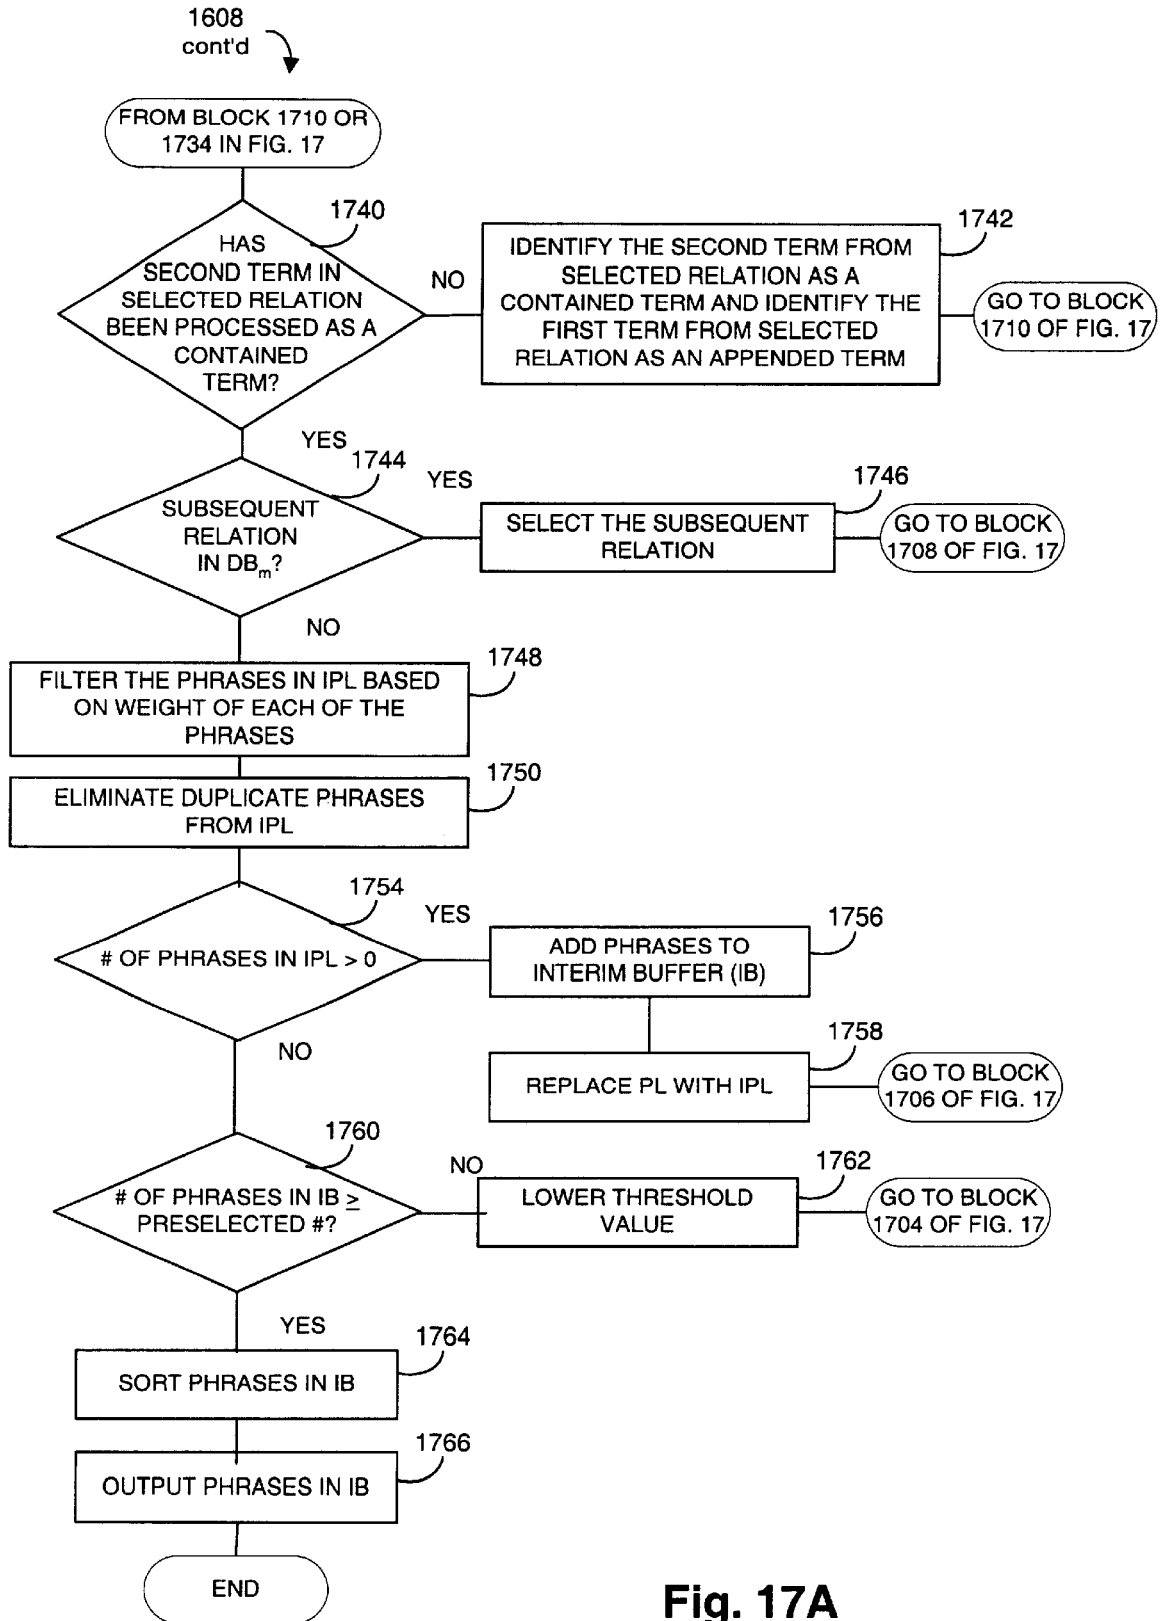 1608
cont'd
FROM BLOCK 1710 OR
1734 IN FIG. 17
1740
HAS
SECOND TERM IN
SELECTED RELATION
BEEN PROCESSED AS A
CONTAINED
TERM?
NO
1742
IDENTIFY THE SECOND TERM FROM
SELECTED RELATION AS A
CONTAINED TERM AND IDENTIFY THE
FIRST TERM FROM SELECTED
RELATION AS AN APPENDED TERM
GO TO BLOCK
1710 OF FIG. 17
YES
1744
SUBSEQUENT
RELATION
IN DBm?
YES
1746
SELECT THE SUBSEQUENT
RELATION
GO TO BLOCK
1708 OF FIG. 17
NO
1748
FILTER THE PHRASES IN IPL BASED
ON WEIGHT OF EACH OF THE
PHRASES
1750
ELIMINATE DUPLICATE PHRASES
FROM IPL
1754
# OF PHRASES IN IPL > 0
YES
1756
ADD PHRASES TO
INTERIM BUFFER (IB)
1758
REPLACE PL WITH IPL
GO TO BLOCK
1706 OF FIG. 17
NO
1760
# OF PHRASES IN IB ≥
PRESELECTED #?
NO
1762
LOWER THRESHOLD
VALUE
GO TO BLOCK
1704 OF FIG. 17
YES
1764
SORT PHRASES IN IB
1766
OUTPUT PHRASES IN IB
END
Fig. 17A